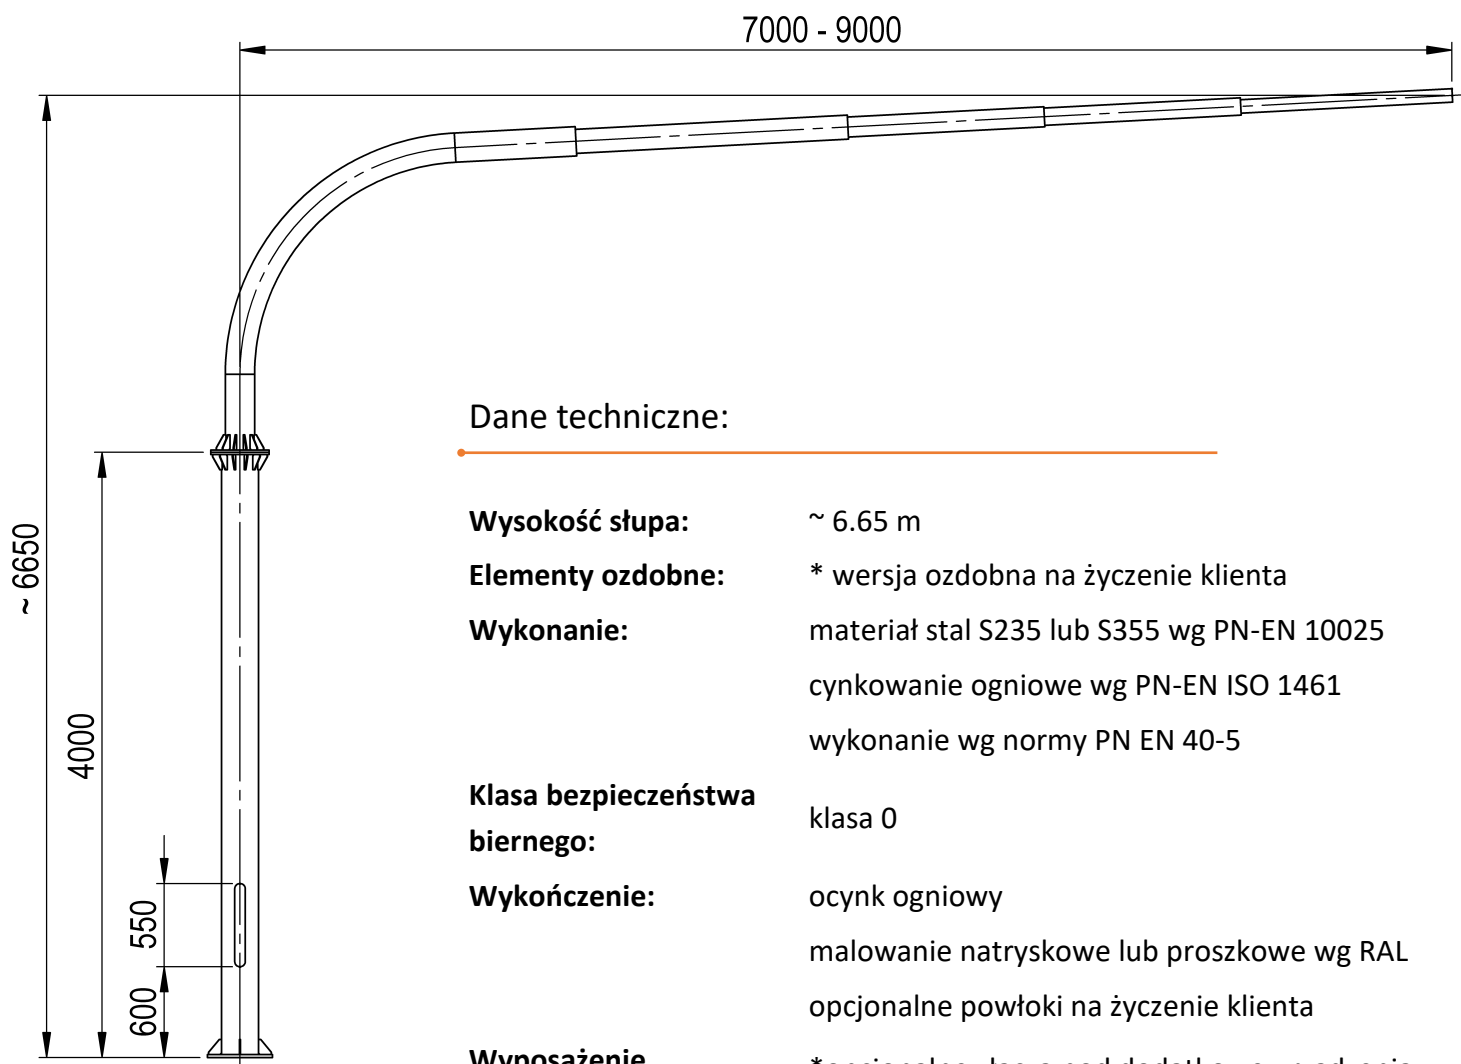 7000 - 9000
~ 6650
4000
550
600
Dane techniczne:
Wysokość słupa: ~ 6.65 m
Elementy ozdobne: * wersja ozdobna na życzenie klienta
Wykonanie: materiał stal S235 lub S355 wg PN-EN 10025
cynkowanie ogniowe wg PN-EN ISO 1461
wykonanie wg normy PN EN 40-5
Klasa bezpieczeństwa
biernego:
klasa 0
Wykończenie: ocynk ogniowy
malowanie natryskowe lub proszkowe wg RAL
opcjonalne powłoki na życzenie klienta
Wyposażenie